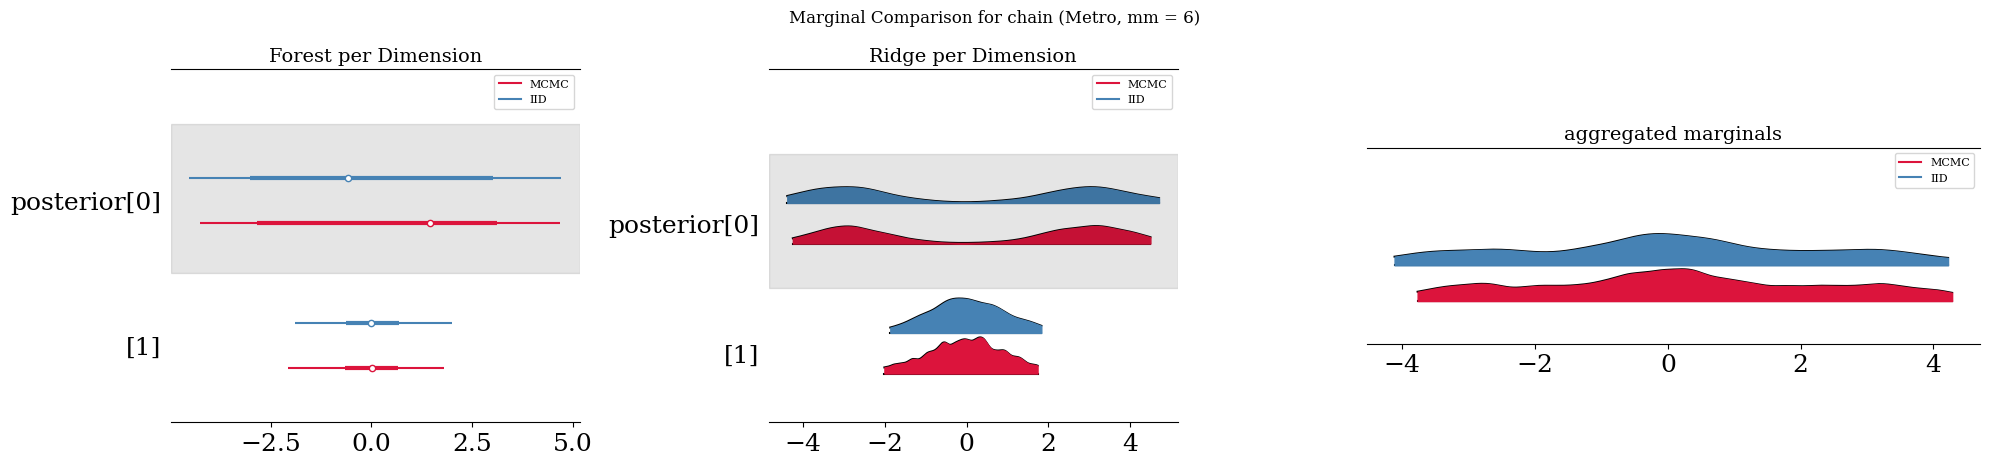 Marginal Comparison for chain (Metro, mm = 6)
Forest per Dimension
MCMC
IID
posterior[0]
[1]
−2.5 0.0 2.5 5.0
Ridge per Dimension
MCMC
IID
posterior[0]
[1]
−4 −2 0 2 4
aggregated marginals
MCMC
IID
−4 −2 0 2 4